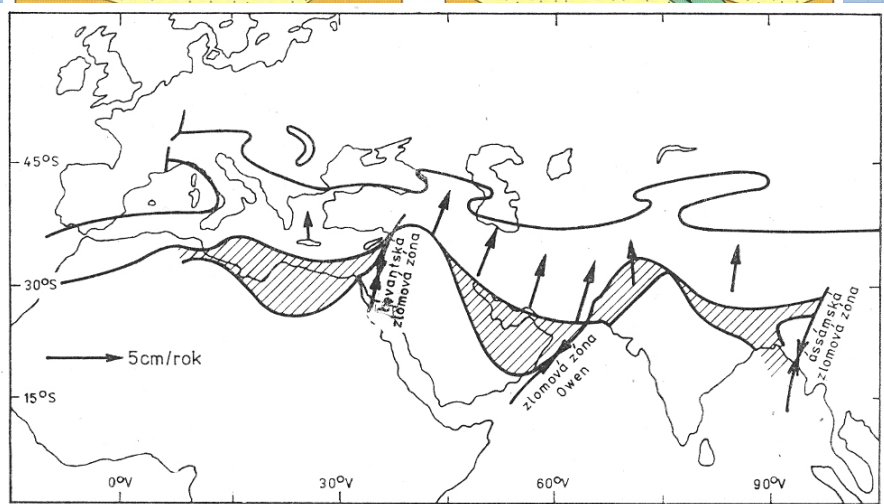 45°S
30°S
15°S
levantská
zlomová zóna
5cm/rok
zlomová zóna
Owen
ássámská
zlomová zóna
0°V
30°V
60°V
90°V